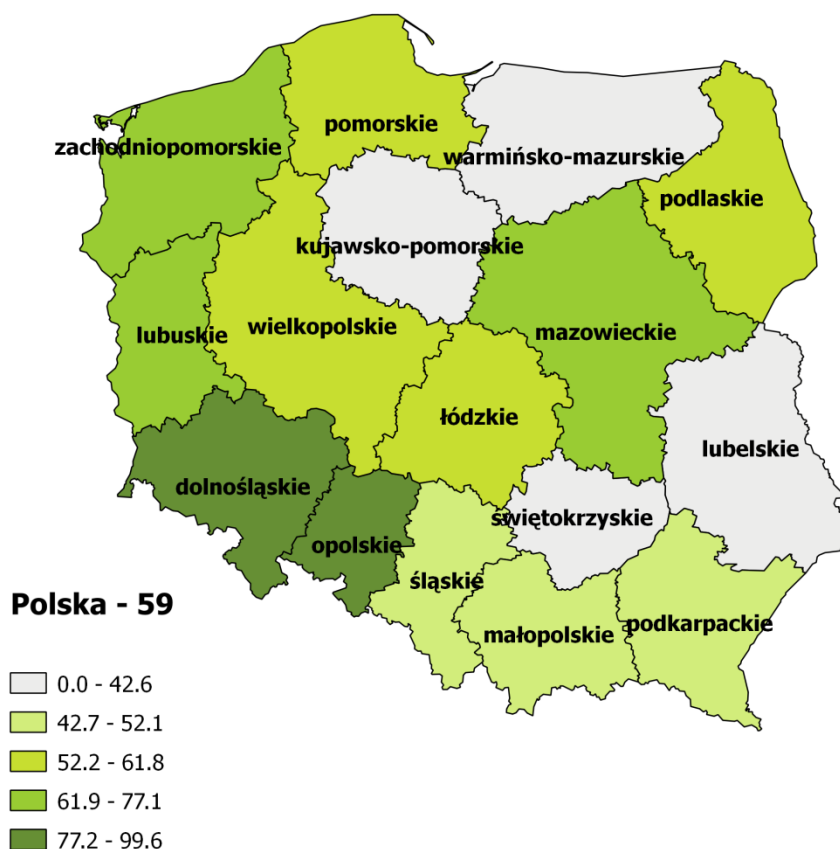 pomorskie
zachodniopomorskie
warmińsko-mazurskie
podlaskie
kujawsko-pomorskie
lubuskie
wielkopolskie
mazowieckie
łódzkie
lubelskie
dolnośląskie
świętokrzyskie
opolskie
śląskie
małopolskie
podkarpackie
Polska - 59
0.0 - 42.6
42.7 - 52.1
52.2 - 61.8
61.9 - 77.1
77.2 - 99.6